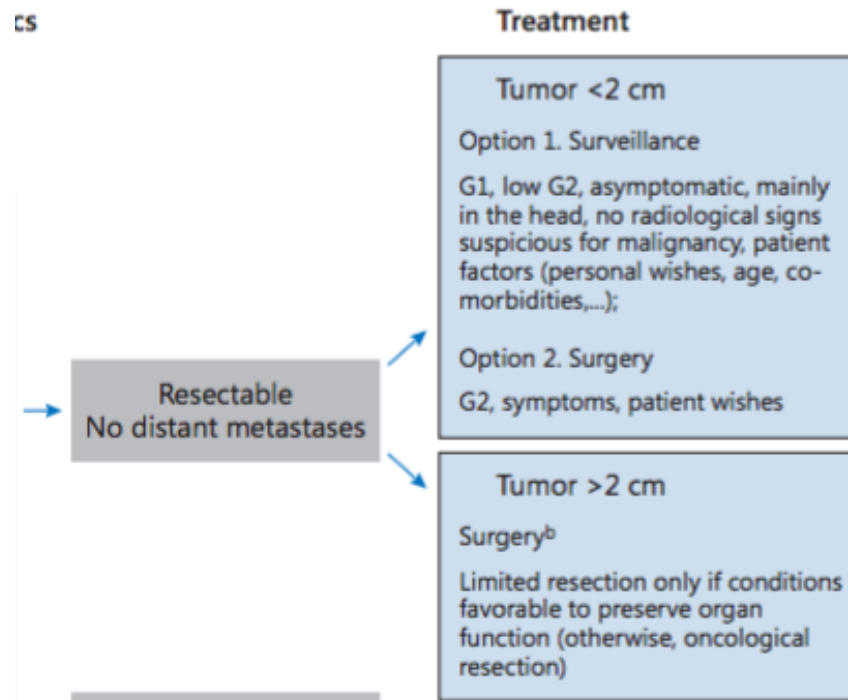 cs
Treatment
Resectable
No distant metastases
Tumor <2 cm
Option 1. Surveillance
G1, low G2, asymptomatic, mainly
in the head, no radiological signs
suspicious for malignancy, patient
factors (personal wishes, age, co-
morbidities,...);
Option 2. Surgery
G2, symptoms, patient wishes
Tumor >2 cm
Surgeryᵇ
Limited resection only if conditions
favorable to preserve organ
function (otherwise, oncological
resection)